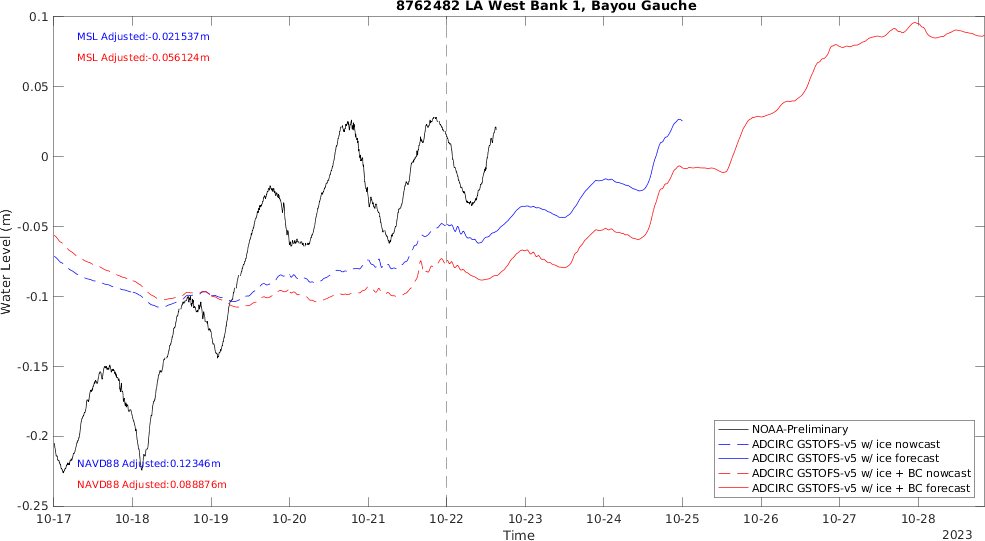 8762482 LA West Bank 1, Bayou Gauche
MSL Adjusted:-0.021537m
MSL Adjusted:-0.056124m
NAVD88 Adjusted:0.12346m
NAVD88 Adjusted:0.088876m
Water Level (m)
0.1
0.05
0
-0.05
-0.1
-0.15
-0.2
-0.25
NOAA-Preliminary
ADCIRC GSTOFS-v5 w/ ice nowcast
ADCIRC GSTOFS-v5 w/ ice forecast
ADCIRC GSTOFS-v5 w/ ice + BC nowcast
ADCIRC GSTOFS-v5 w/ ice + BC forecast
10-17 10-18 10-19 10-20 10-21 10-22 10-23 10-24 10-25 10-26 10-27 10-28
Time
2023